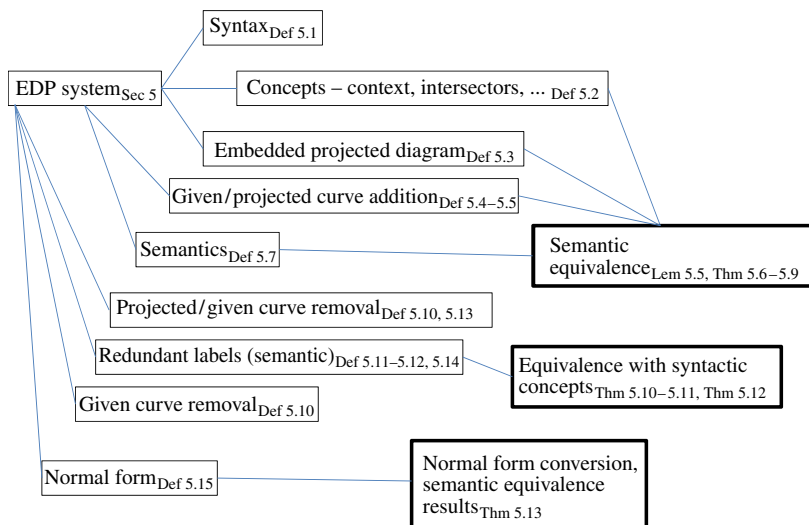 Syntax Def 5.1
EDP system Sec 5
Concepts – context, intersectors, ... Def 5.2
Embedded projected diagram Def 5.3
Given/projected curve addition Def 5.4–5.5
Semantics Def 5.7
Semantic
equivalence Lem 5.5, Thm 5.6–5.9
Projected/given curve removal Def 5.10, 5.13
Redundant labels (semantic) Def 5.11–5.12, 5.14
Equivalence with syntactic
concepts Thm 5.10–5.11, Thm 5.12
Given curve removal Def 5.10
Normal form Def 5.15
Normal form conversion,
semantic equivalence
results Thm 5.13